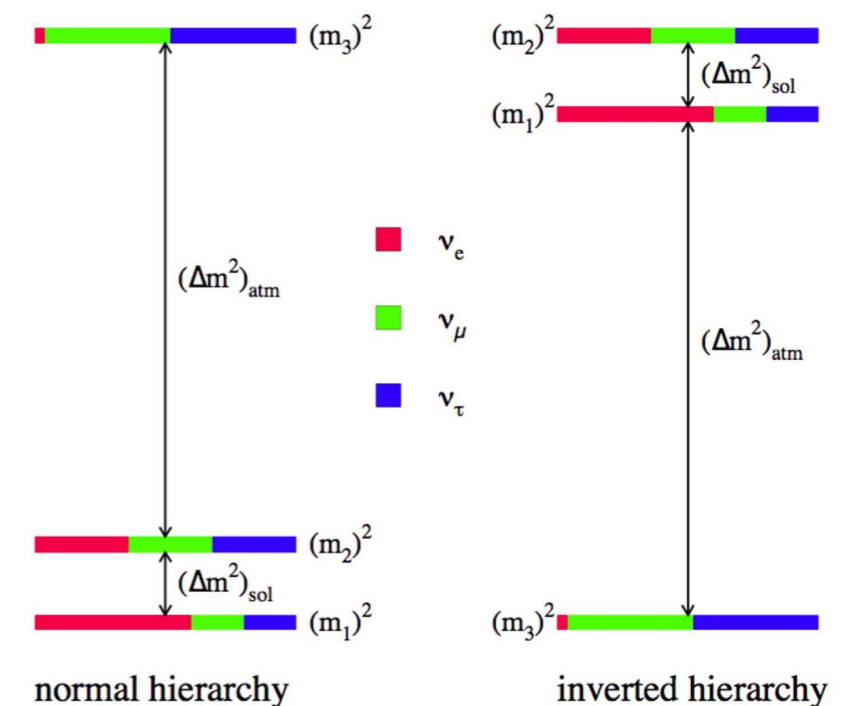 (m₃)²
(m₂)²
(Δm²)sol
(m₁)²
νe
(Δm²)atm
νμ
(Δm²)atm
ντ
(m₂)²
(Δm²)sol
(m₁)²
(m₃)²
normal hierarchy
inverted hierarchy